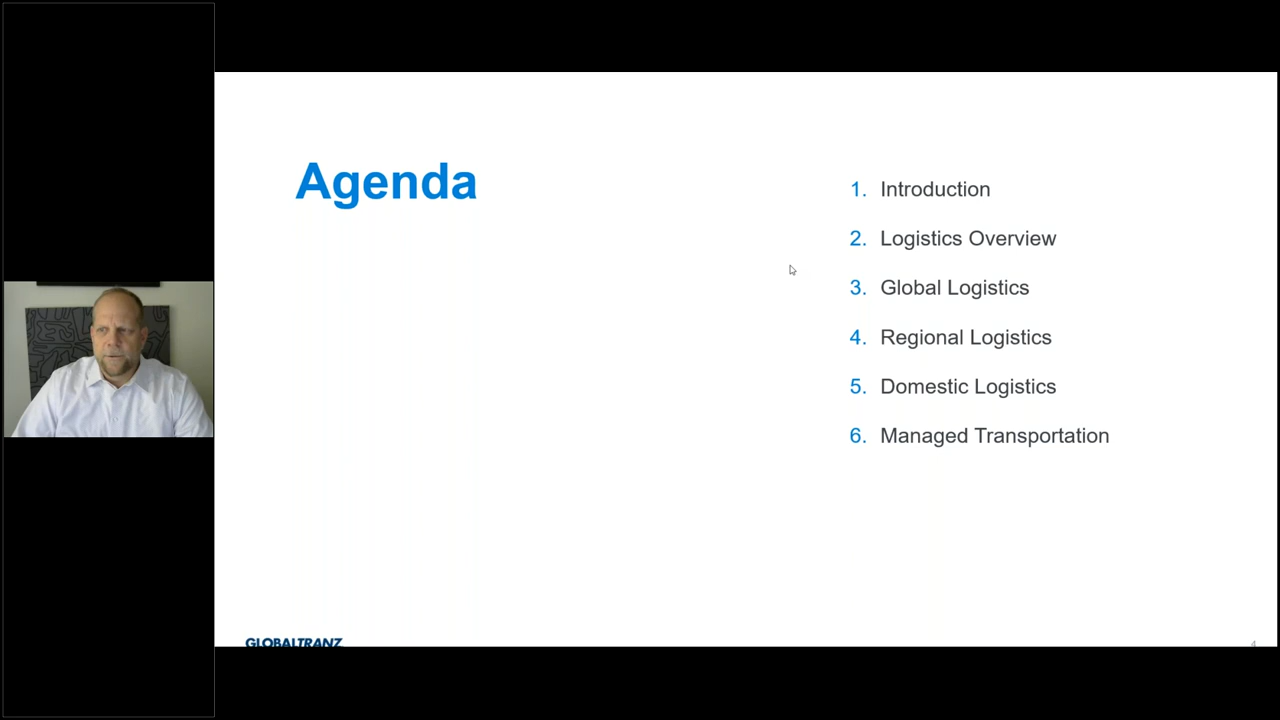 Agenda
1. Introduction
2. Logistics Overview
3. Global Logistics
4. Regional Logistics
5. Domestic Logistics
6. Managed Transportation
GLOBALTRANZ
4